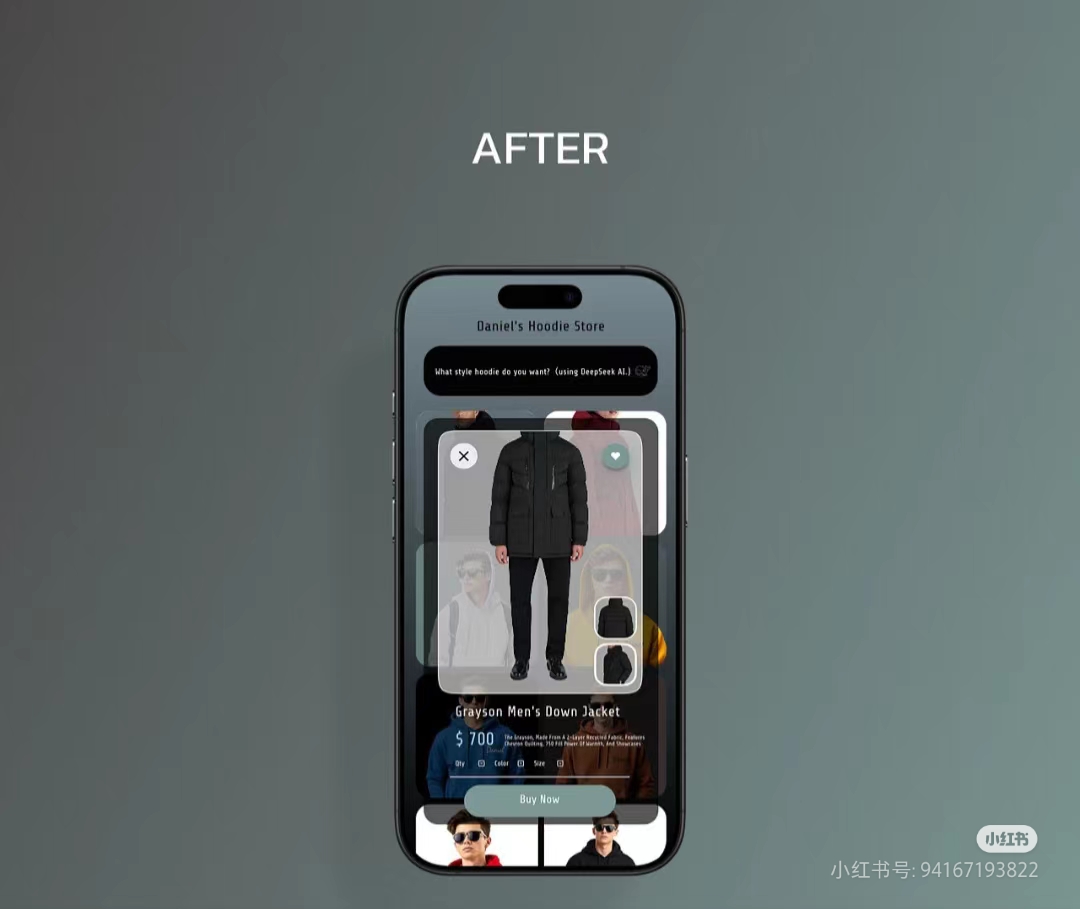 AFTER
Daniel's Hoodie Store
What style hoodie do you want? (using DeepSeek AI.)
Grayson Men's Down Jacket
$ 700
The Grayson, Made From A 2-Layer Recycled Fabric, Features
Chevron Quilting, 750 Fill Power Of Warmth, And Showcases
Qty Color Size
Buy Now
小红书
小红书号: 94167193822